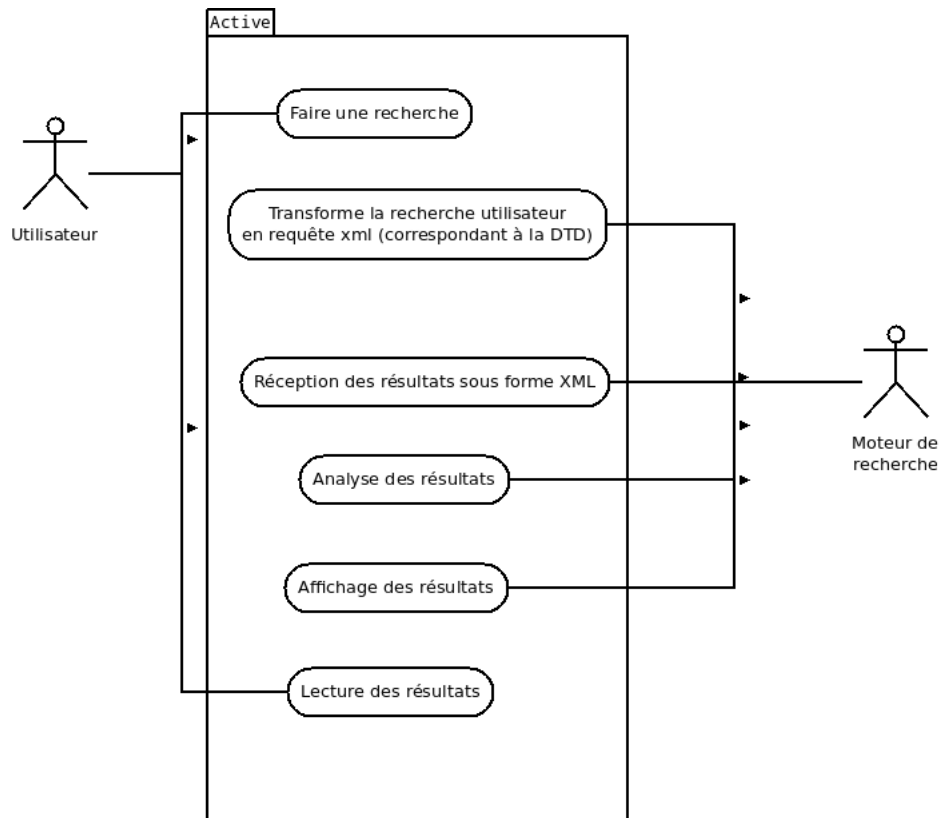 Active
Faire une recherche
Utilisateur
Transforme la recherche utilisateur
en requête xml (correspondant à la DTD)
Réception des résultats sous forme XML
Moteur de
recherche
Analyse des résultats
Affichage des résultats
Lecture des résultats